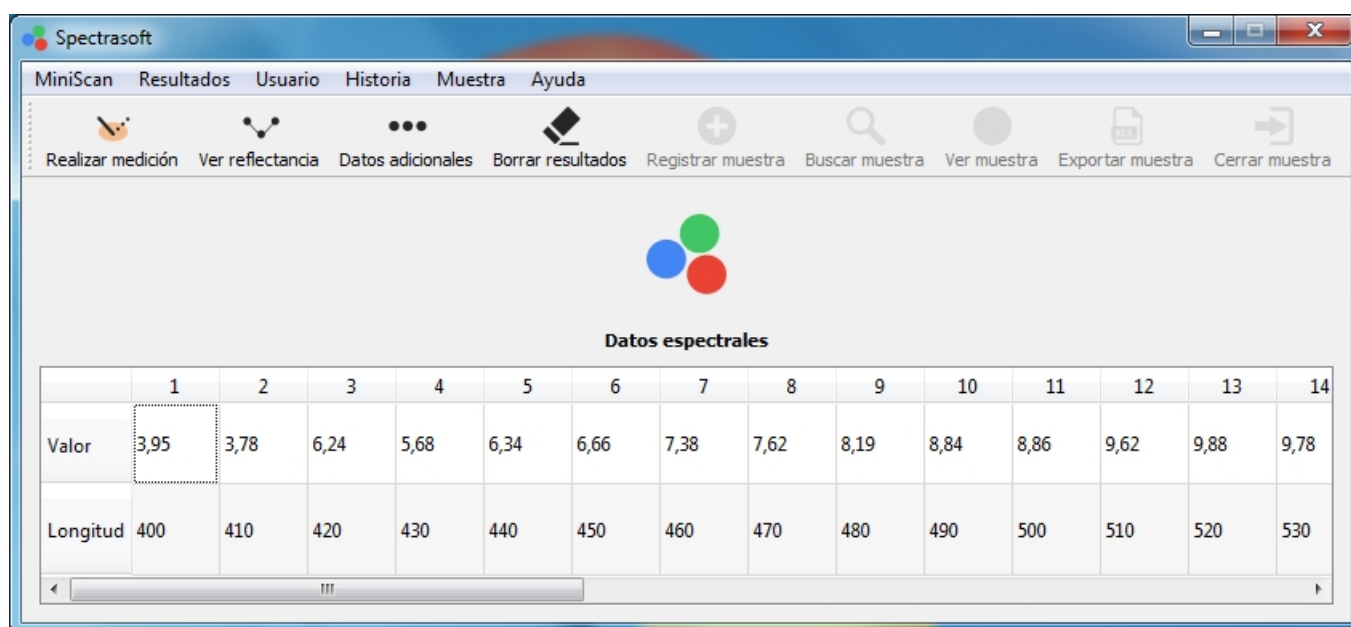 Spectrasoft
MiniScan Resultados Usuario Historia Muestra Ayuda
Realizar medición Ver reflectancia Datos adicionales Borrar resultados Registrar muestra Buscar muestra Ver muestra Exportar muestra Cerrar muestra
Datos espectrales
1 2 3 4 5 6 7 8 9 10 11 12 13 14
Valor 3,95 3,78 6,24 5,68 6,34 6,66 7,38 7,62 8,19 8,84 8,86 9,62 9,88 9,78
Longitud 400 410 420 430 440 450 460 470 480 490 500 510 520 530